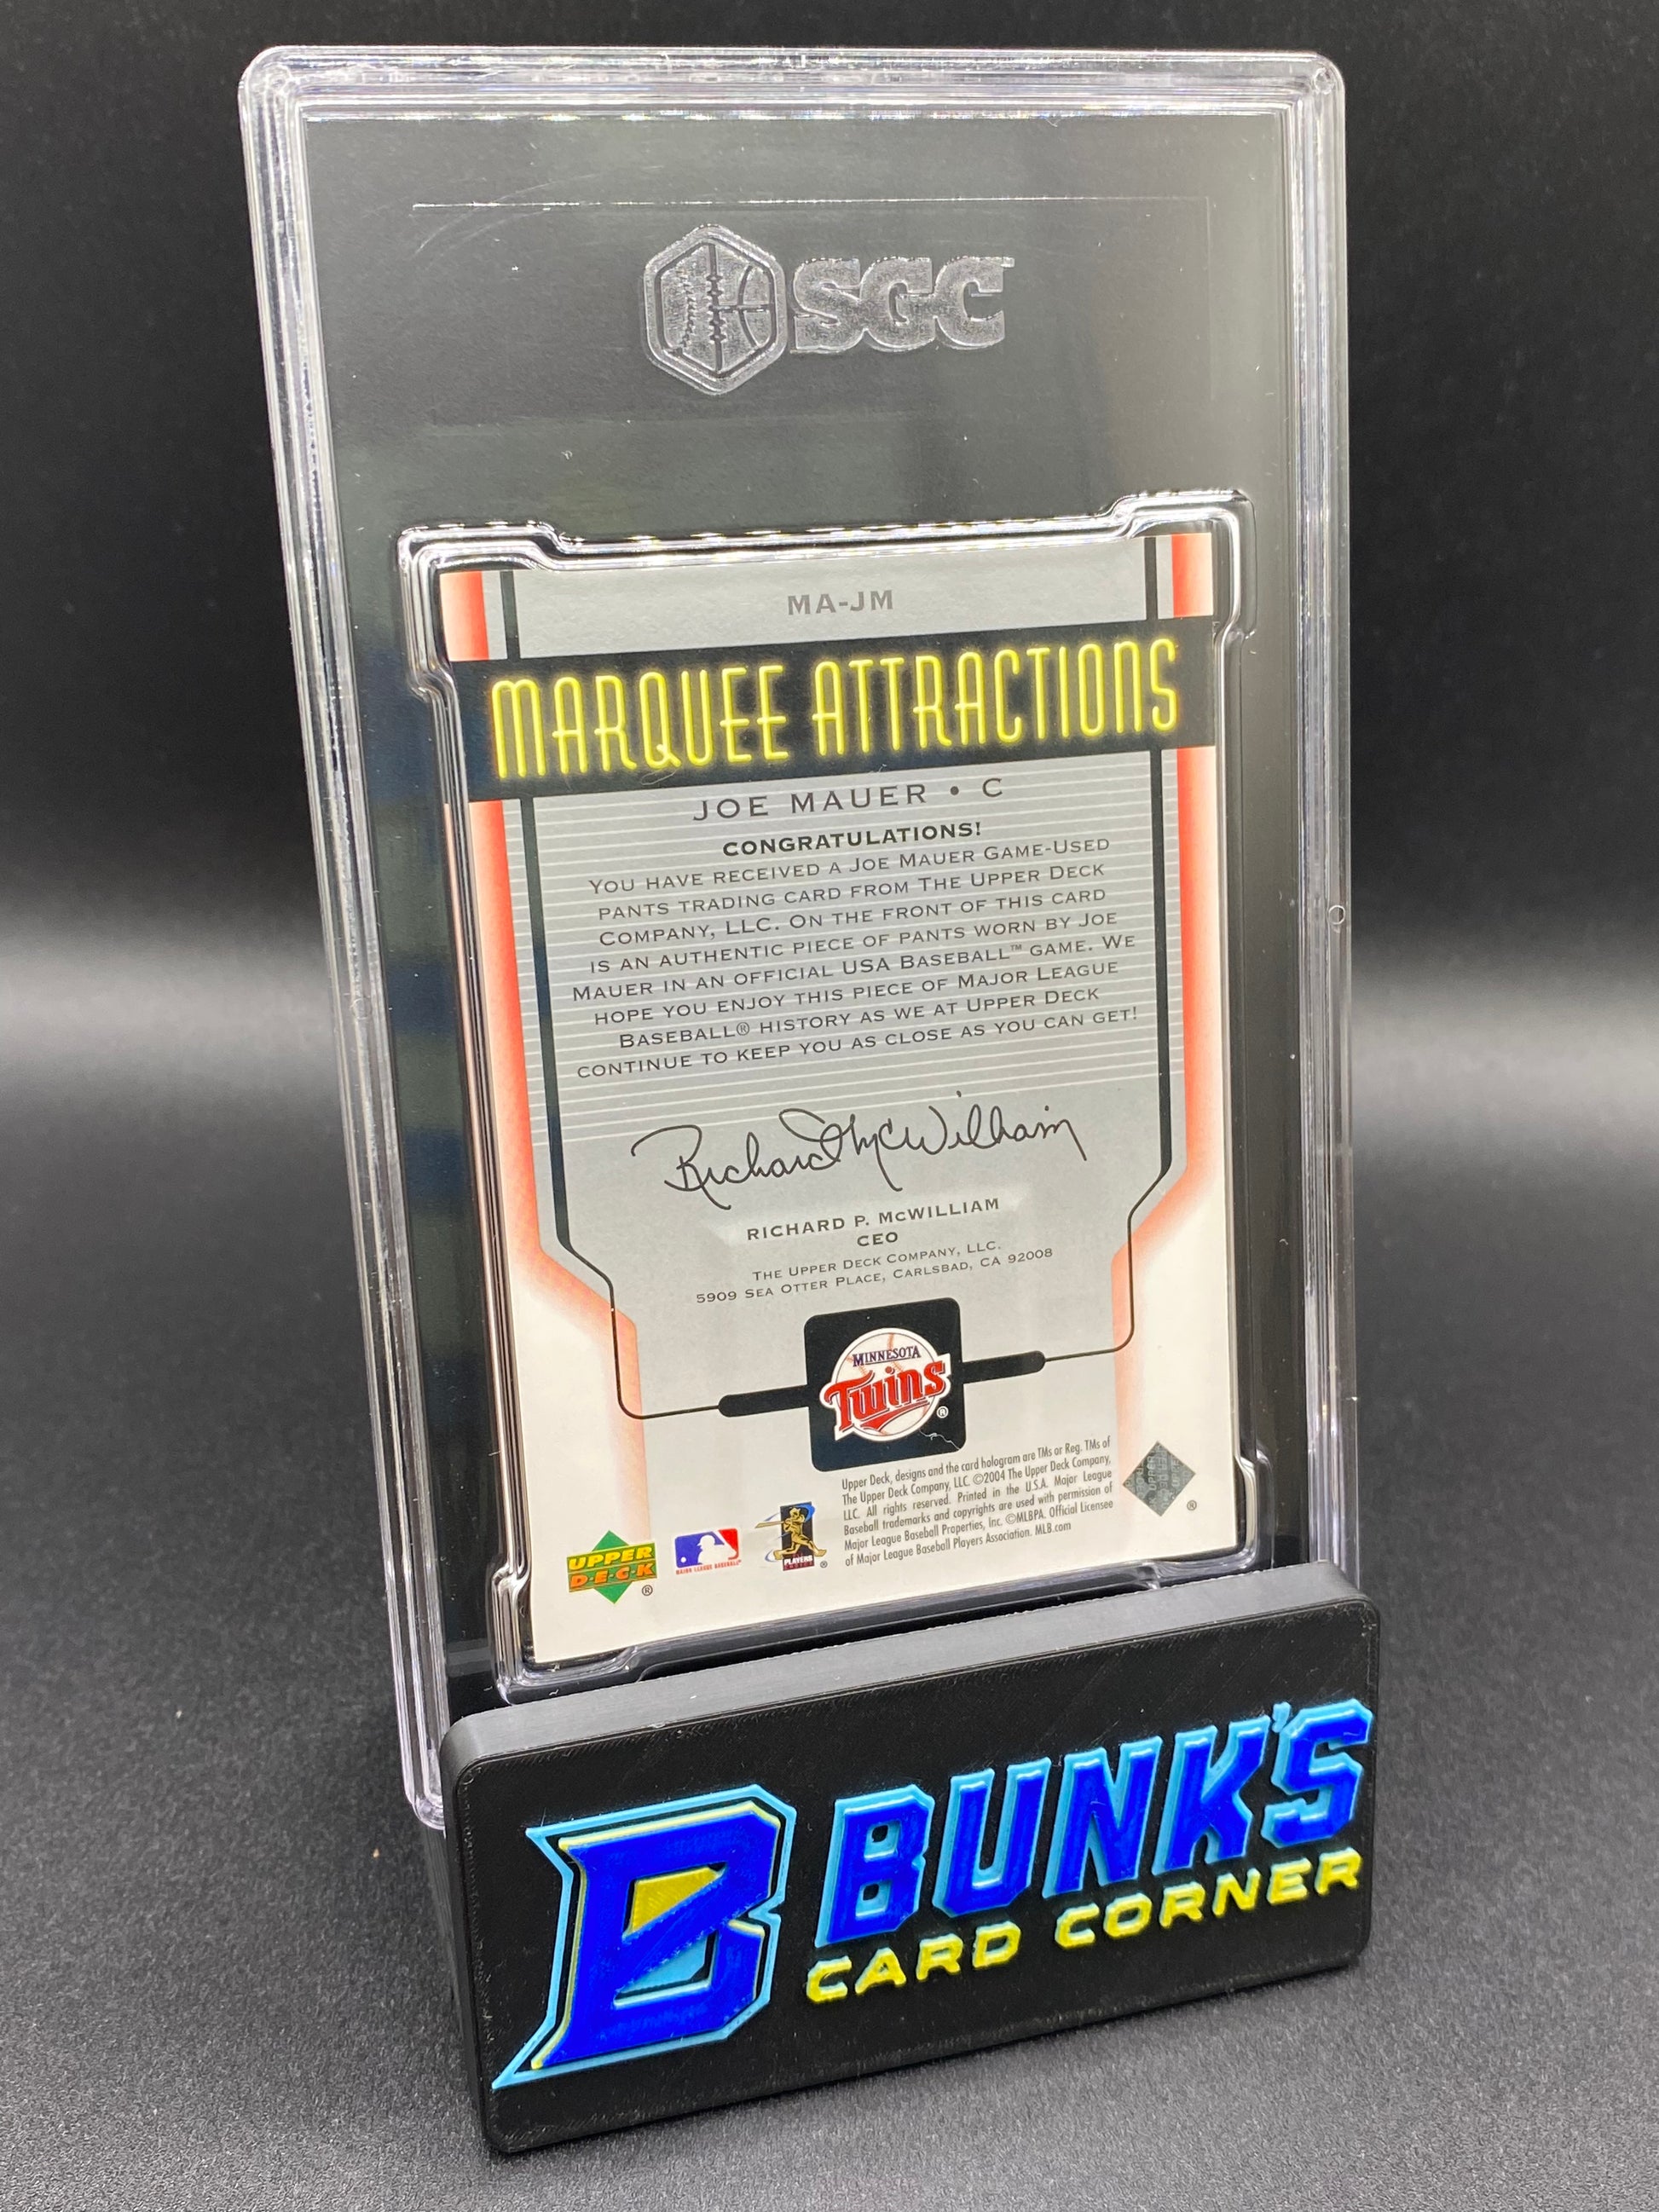 SGC
MA-JM
MARQUEE ATTRACTIONS
JOE MAUER • C
CONGRATULATIONS!
YOU HAVE RECEIVED A JOE MAUER GAME-USED
PANTS TRADING CARD FROM THE UPPER DECK
COMPANY, LLC. ON THE FRONT OF THIS CARD
IS AN AUTHENTIC PIECE OF PANTS WORN BY JOE
MAUER IN AN OFFICIAL USA BASEBALL™ GAME. WE
HOPE YOU ENJOY THIS PIECE OF MAJOR LEAGUE
BASEBALL® HISTORY AS WE AT UPPER DECK
CONTINUE TO KEEP YOU AS CLOSE AS YOU CAN GET!
Richard McWilliam
RICHARD P. McWILLIAM
CEO
THE UPPER DECK COMPANY, LLC.
5909 SEA OTTER PLACE, CARLSBAD, CA 92008
MINNESOTA
Twins®
Upper Deck, designs and the card hologram are TMs or Reg. TMs of
The Upper Deck Company, LLC. ©2004 The Upper Deck Company,
LLC. All rights reserved. Printed in the U.S.A. Major League
Baseball trademarks and copyrights are used with permission of
Major League Baseball Properties, Inc. ©MLBPA. Official Licensee
of Major League Baseball Players Association. MLB.com
UPPER
DECK®
MAJOR LEAGUE BASEBALL
PLAYERS
CHOICE®
B BUNK'S
CARD CORNER